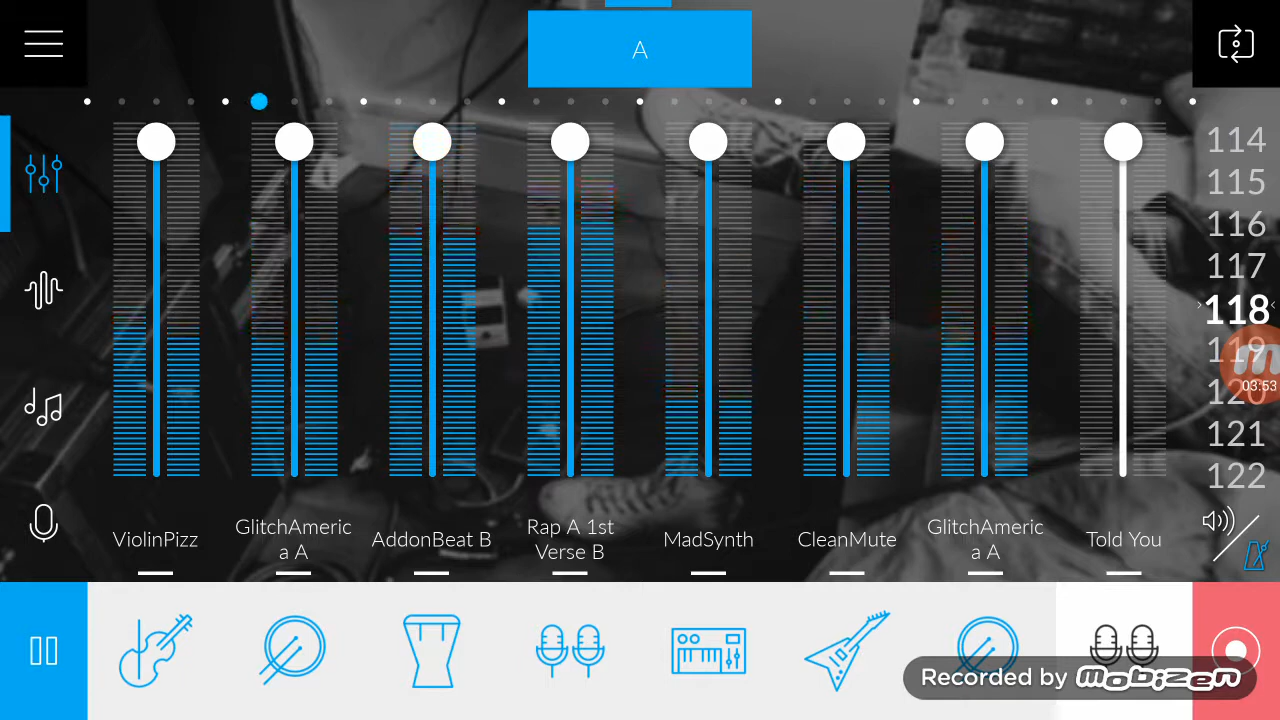 A
114
115
116
117
118
119
120
121
122
03:53
ViolinPizz
GlitchAmeric
a A
AddonBeat B
Rap A 1st
Verse B
MadSynth
CleanMute
GlitchAmeric
a A
Told You
Recorded by Mobizen